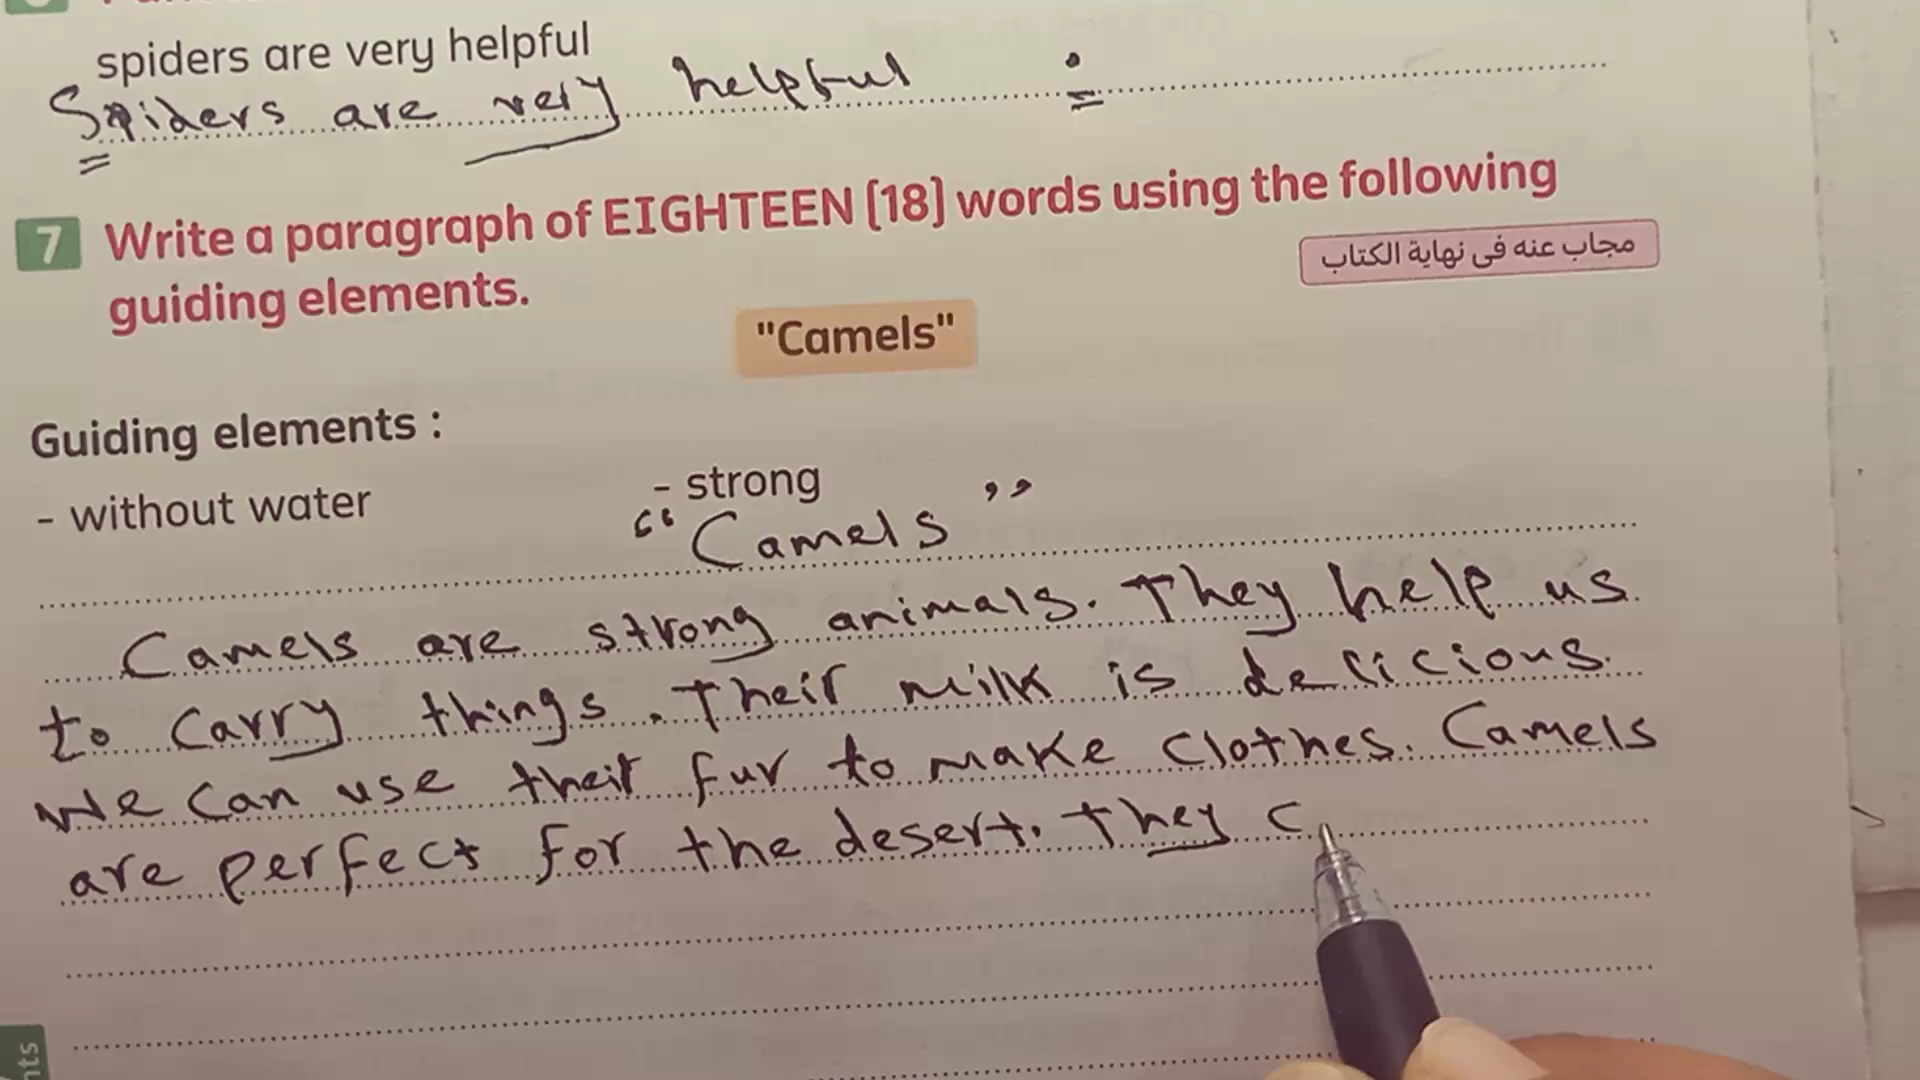 spiders are very helpful
Spiders are very helpful .
7 Write a paragraph of EIGHTEEN (18) words using the following
guiding elements.
مجاب عنه فى نهاية الكتاب
"Camels"
Guiding elements :
- without water - strong
“ Camels ”
Camels are strong animals. They help us
to carry things. Their milk is delicious.
We can use their fur to make clothes. Camels
are perfect for the desert. They c
nts